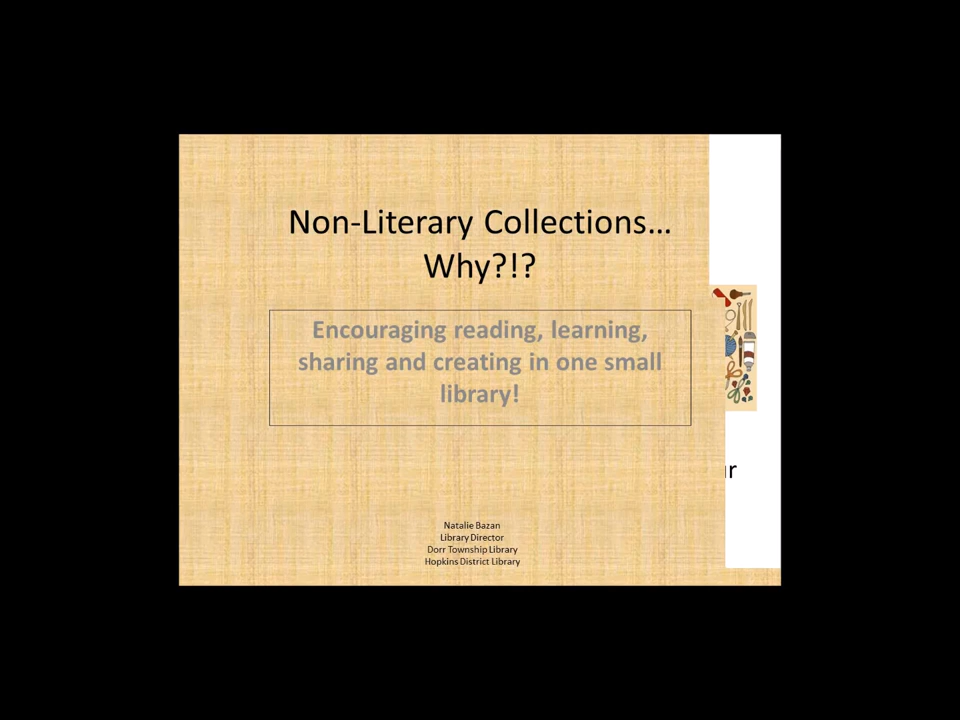 Non-Literary Collections…
Why?!?
Encouraging reading, learning,
sharing and creating in one small
library!
Natalie Bazan
Library Director
Dorr Township Library
Hopkins District Library